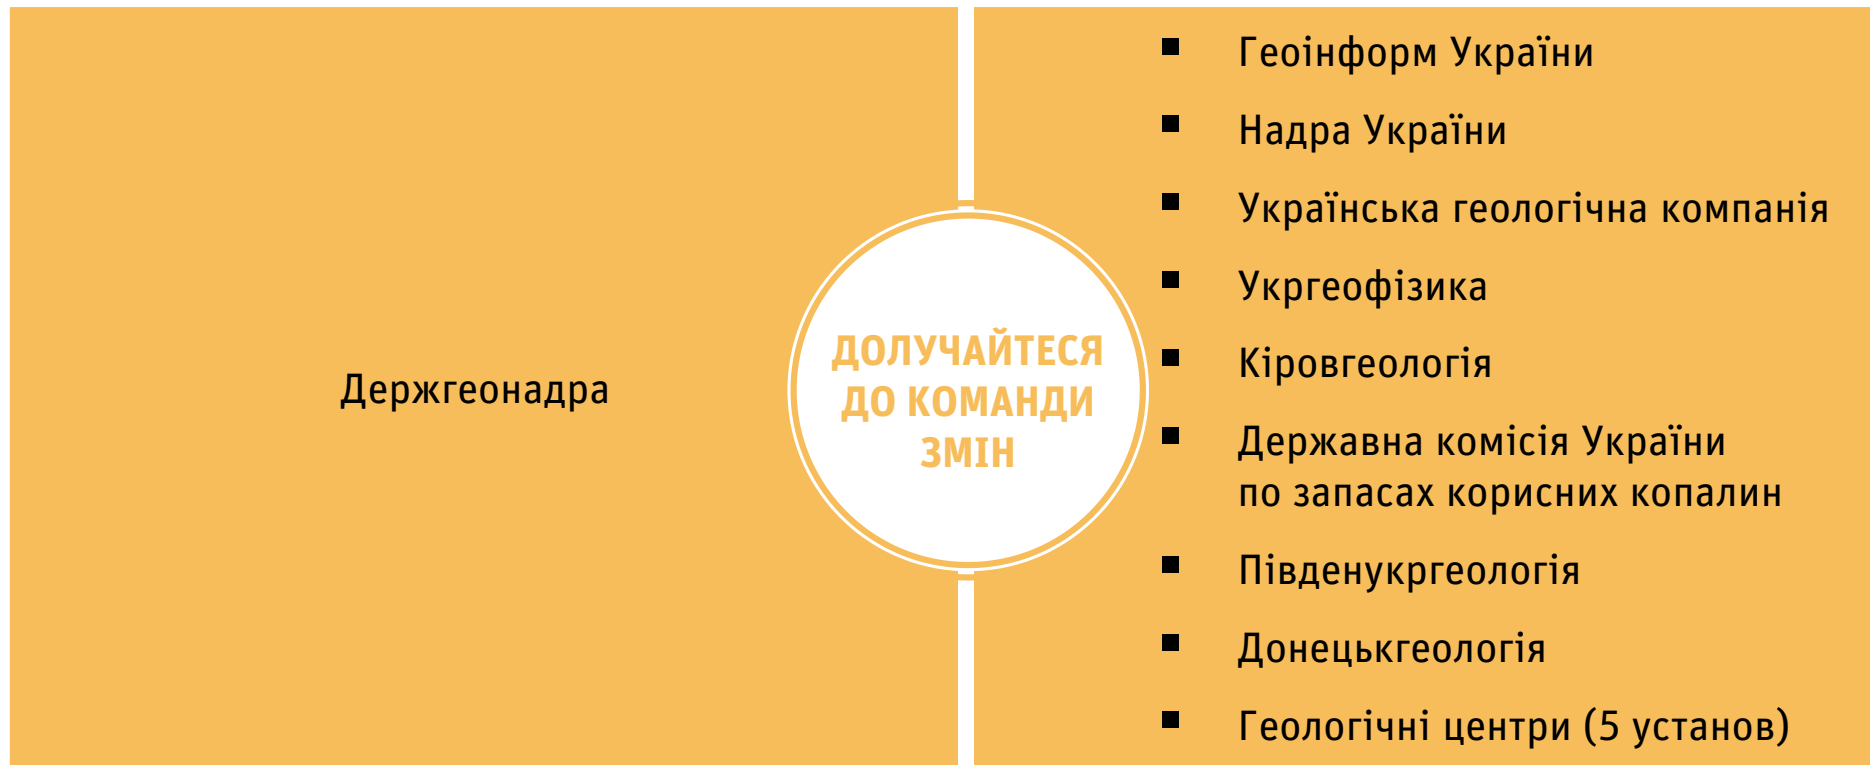 Держгеонадра
ДОЛУЧАЙТЕСЯ
ДО КОМАНДИ
ЗМІН
Геоінформ України
Надра України
Українська геологічна компанія
Укргеофізика
Кіровгеологія
Державна комісія України
по запасах корисних копалин
Південукргеологія
Донецькгеологія
Геологічні центри (5 установ)